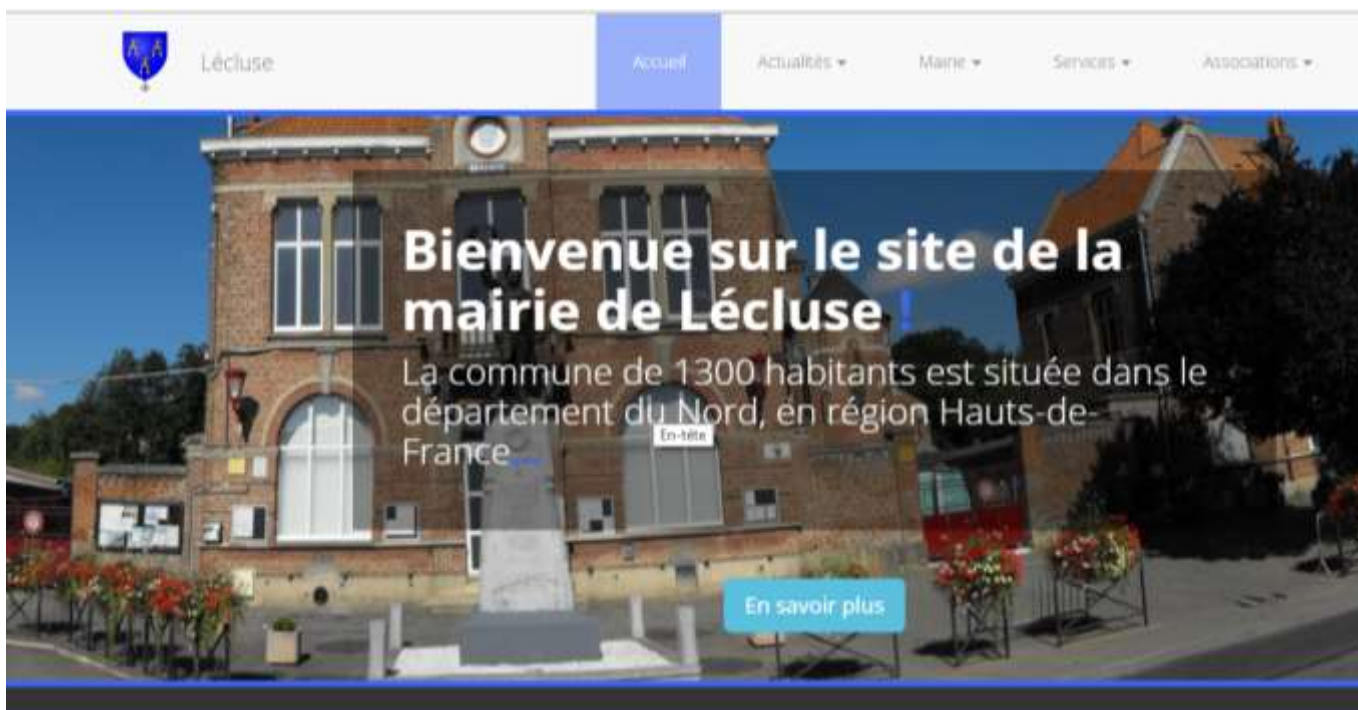 Lécluse
Accueil
Actualités
Mairie
Services
Associations
Bienvenue sur le site de la
mairie de Lécluse !
La commune de 1300 habitants est située dans le
département du Nord, en région Hauts-de-
France
En-tête
En savoir plus